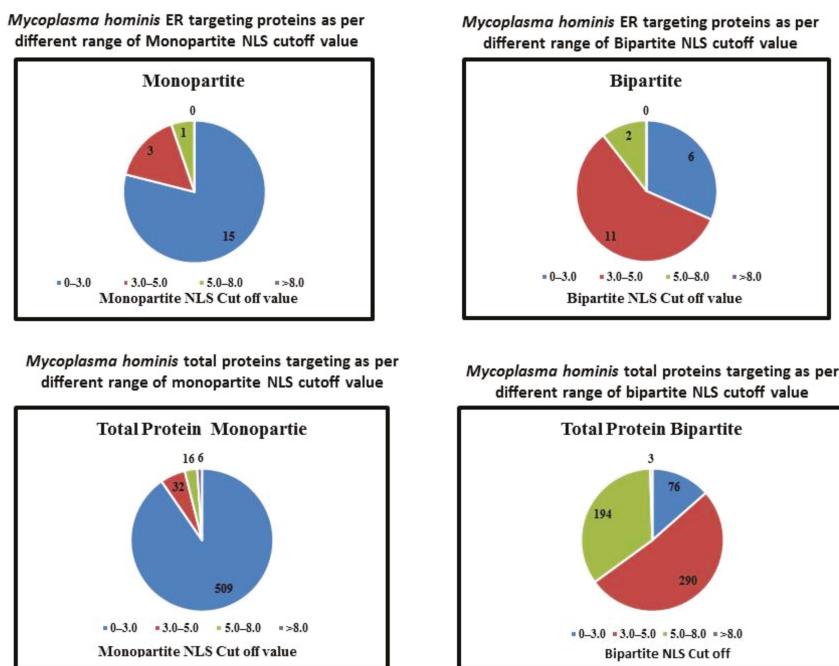 Mycoplasma hominis ER targeting proteins as per
different range of Monopartite NLS cutoff value
Monopartite
0
1
3
15
0–3.0 3.0–5.0 5.0–8.0 >8.0
Monopartite NLS Cut off value
Mycoplasma hominis ER targeting proteins as per
different range of Bipartite NLS cutoff value
Bipartite
0
2
6
11
0–3.0 3.0–5.0 5.0–8.0 >8.0
Bipartite NLS Cut off value
Mycoplasma hominis total proteins targeting as per
different range of monopartite NLS cutoff value
Total Protein Monopartie
16 6
32
509
0–3.0 3.0–5.0 5.0–8.0 >8.0
Monopartite NLS Cut off value
Mycoplasma hominis total proteins targeting as per
different range of bipartite NLS cutoff value
Total Protein Bipartite
3
76
194
290
0–3.0 3.0–5.0 5.0–8.0 >8.0
Bipartite NLS Cut off